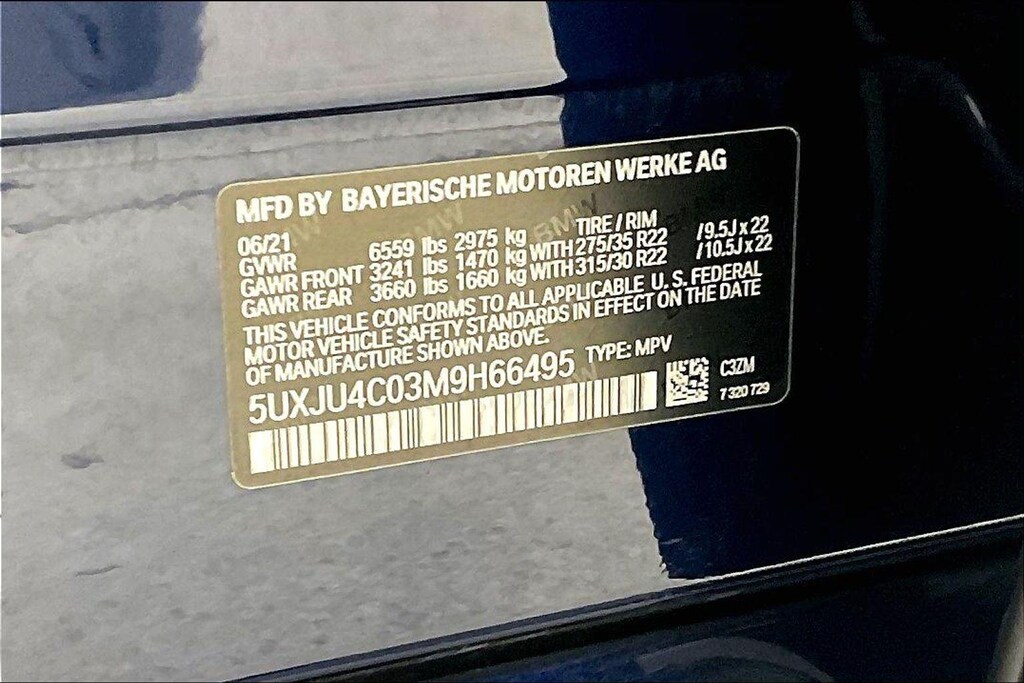 MFD BY BAYERISCHE MOTOREN WERKE AG
06/21 TIRE / RIM
GVWR 6559 lbs 2975 kg
GAWR FRONT 3241 lbs 1470 kg WITH 275/35 R22 /9.5J x 22
GAWR REAR 3660 lbs 1660 kg WITH 315/30 R22 /10.5J x 22
THIS VEHICLE CONFORMS TO ALL APPLICABLE U. S. FEDERAL
MOTOR VEHICLE SAFETY STANDARDS IN EFFECT ON THE DATE
OF MANUFACTURE SHOWN ABOVE.
5UXJU4C03M9H66495 TYPE: MPV
C3ZM
7 320 729